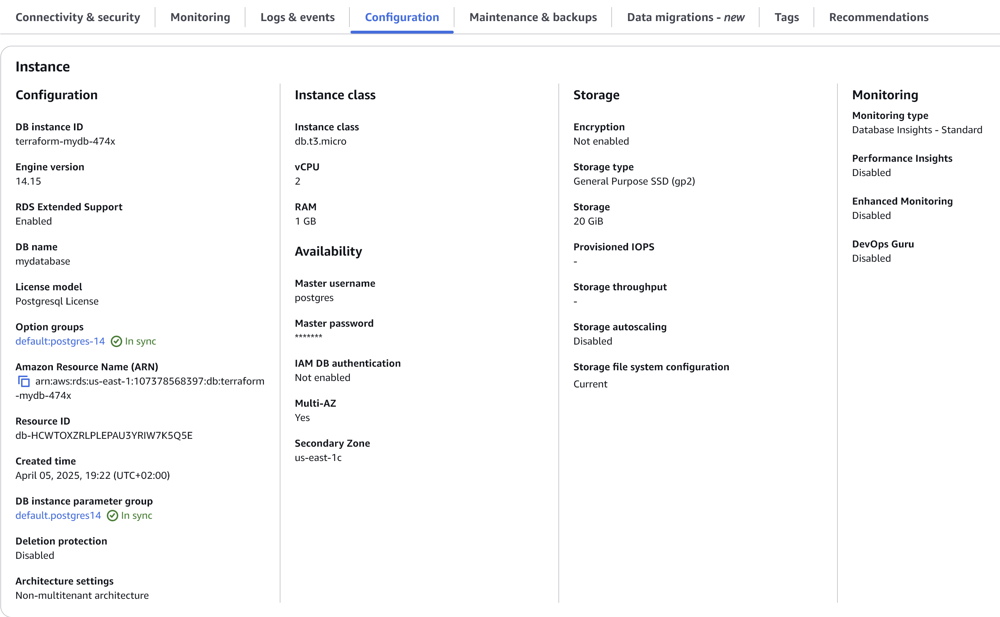 Connectivity & security
Monitoring
Logs & events
Configuration
Maintenance & backups
Data migrations - new
Tags
Recommendations
Instance
Configuration
DB instance ID
terraform-mydb-474x
Engine version
14.15
RDS Extended Support
Enabled
DB name
mydatabase
License model
Postgresql License
Option groups
default:postgres-14 In sync
Amazon Resource Name (ARN)
arn:aws:rds:us-east-1:107378568397:db:terraform
-mydb-474x
Resource ID
db-HCWTOXZRLPLEPAU3YRIW7K5Q5E
Created time
April 05, 2025, 19:22 (UTC+02:00)
DB instance parameter group
default.postgres14 In sync
Deletion protection
Disabled
Architecture settings
Non-multitenant architecture
Instance class
Instance class
db.t3.micro
vCPU
2
RAM
1 GB
Availability
Master username
postgres
Master password
*******
IAM DB authentication
Not enabled
Multi-AZ
Yes
Secondary Zone
us-east-1c
Storage
Encryption
Not enabled
Storage type
General Purpose SSD (gp2)
Storage
20 GiB
Provisioned IOPS
-
Storage throughput
-
Storage autoscaling
Disabled
Storage file system configuration
Current
Monitoring
Monitoring type
Database Insights - Standard
Performance Insights
Disabled
Enhanced Monitoring
Disabled
DevOps Guru
Disabled